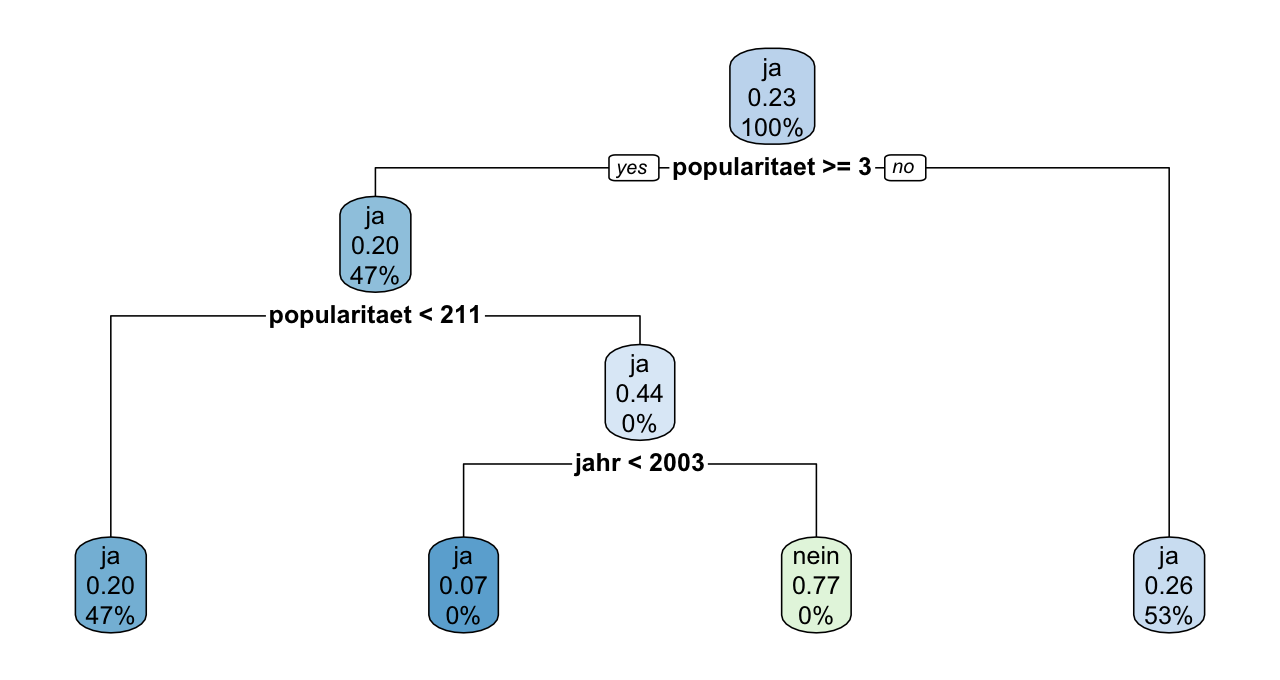 ja
0.23
100%
yes popularitaet >= 3 no
ja
0.20
47%
popularitaet < 211
ja
0.44
0%
jahr < 2003
ja
0.20
47%
ja
0.07
0%
nein
0.77
0%
ja
0.26
53%